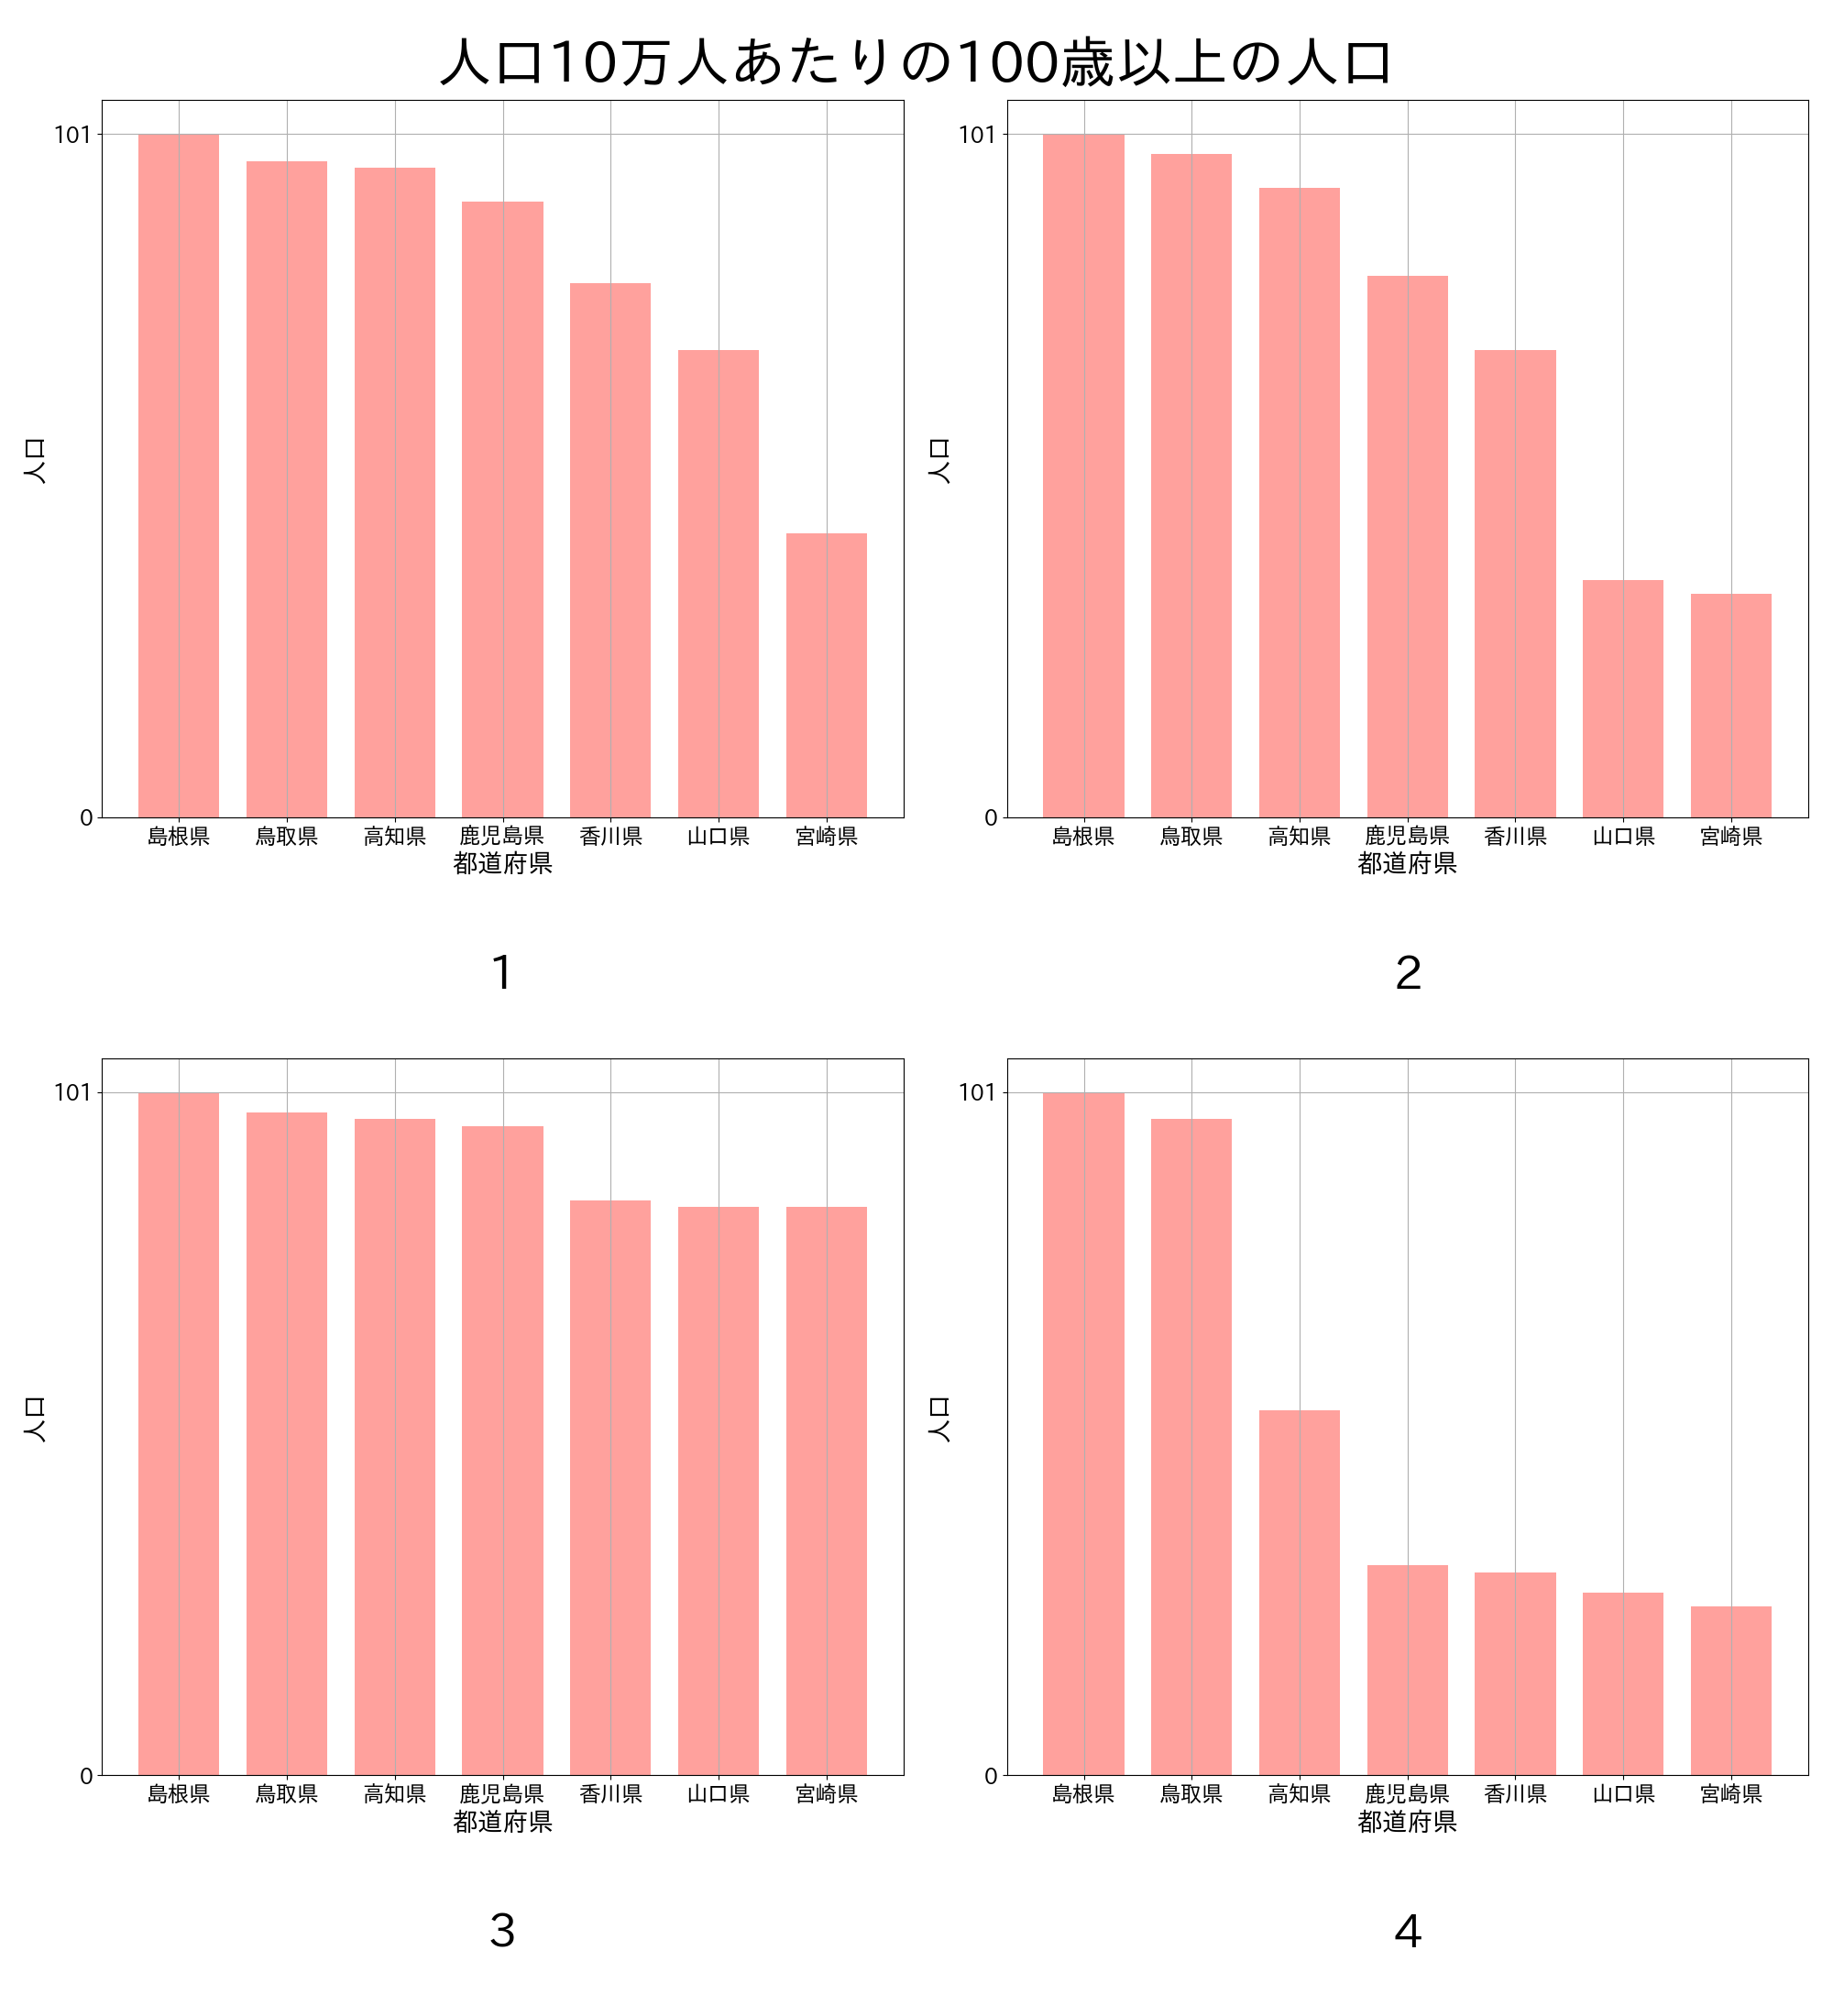 人口10万人あたりの100歳以上の人口
101
0
人口
島根県 鳥取県 高知県 鹿児島県 香川県 山口県 宮崎県
都道府県
1
101
0
人口
島根県 鳥取県 高知県 鹿児島県 香川県 山口県 宮崎県
都道府県
2
101
0
人口
島根県 鳥取県 高知県 鹿児島県 香川県 山口県 宮崎県
都道府県
3
101
0
人口
島根県 鳥取県 高知県 鹿児島県 香川県 山口県 宮崎県
都道府県
4